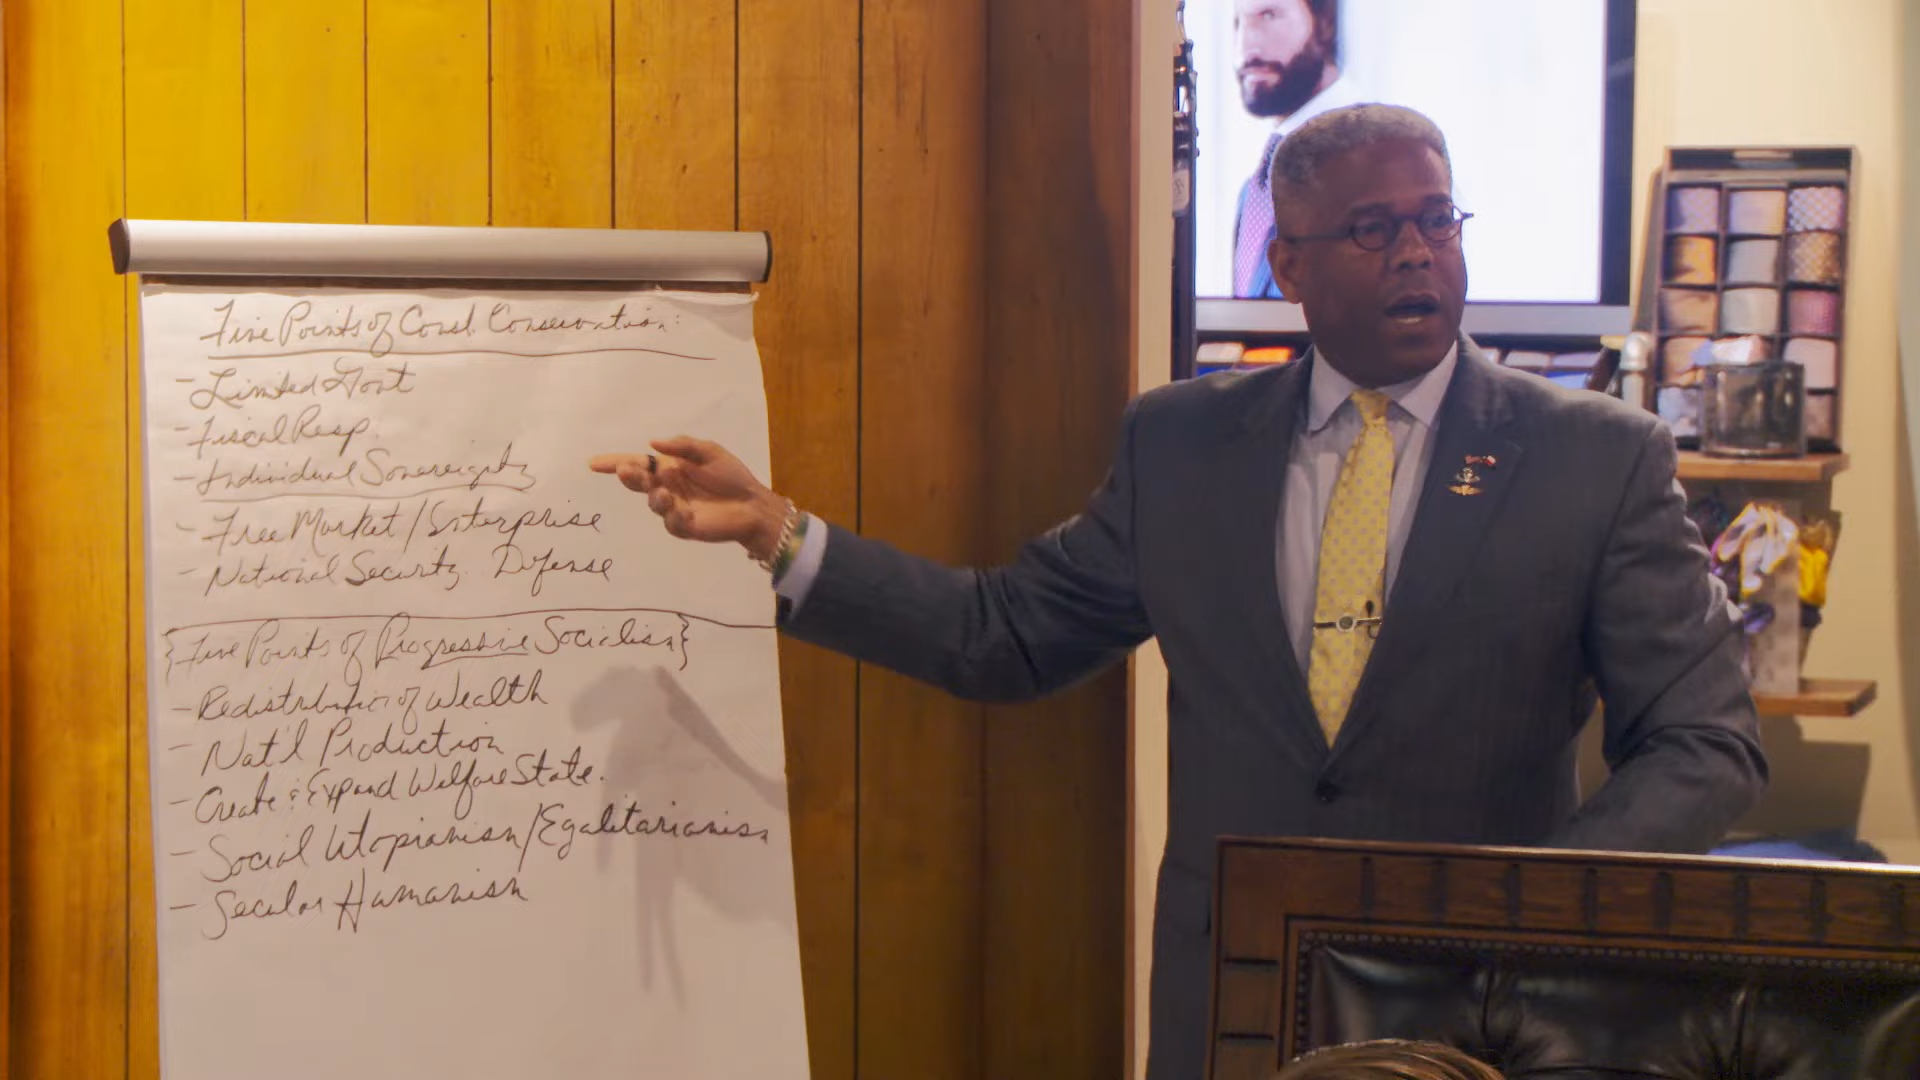 Five Points of Const. Conservatism:
- Limited Govt
- Fiscal Resp.
- Individual Sovereignty
- Free Market/Enterprise
- National Security Defense
{Five Points of Progressive Socialism}
- Redistribution of Wealth
- Nat'l Production
- Create & Expand Welfare State.
- Social Utopianism/Egalitarianism
- Secular Humanism